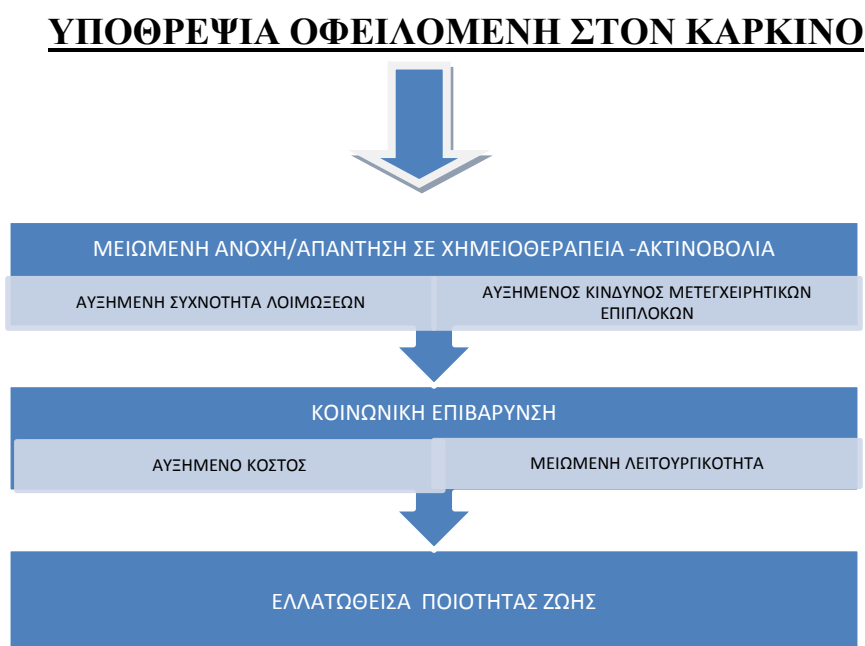 ΥΠΟΘΡΕΨΙΑ ΟΦΕΙΛΟΜΕΝΗ ΣΤΟΝ ΚΑΡΚΙΝΟ
ΜΕΙΩΜΕΝΗ ΑΝΟΧΗ/ΑΠΑΝΤΗΣΗ ΣΕ ΧΗΜΕΙΟΘΕΡΑΠΕΙΑ -ΑΚΤΙΝΟΒΟΛΙΑ
ΑΥΞΗΜΕΝΗ ΣΥΧΝΟΤΗΤΑ ΛΟΙΜΩΞΕΩΝ
ΑΥΞΗΜΕΝΟΣ ΚΙΝΔΥΝΟΣ ΜΕΤΕΓΧΕΙΡΗΤΙΚΩΝ
ΕΠΙΠΛΟΚΩΝ
ΚΟΙΝΩΝΙΚΗ ΕΠΙΒΑΡΥΝΣΗ
ΑΥΞΗΜΕΝΟ ΚΟΣΤΟΣ
ΜΕΙΩΜΕΝΗ ΛΕΙΤΟΥΡΓΙΚΟΤΗΤΑ
ΕΛΛΑΤΩΘΕΙΣΑ ΠΟΙΟΤΗΤΑΣ ΖΩΗΣ